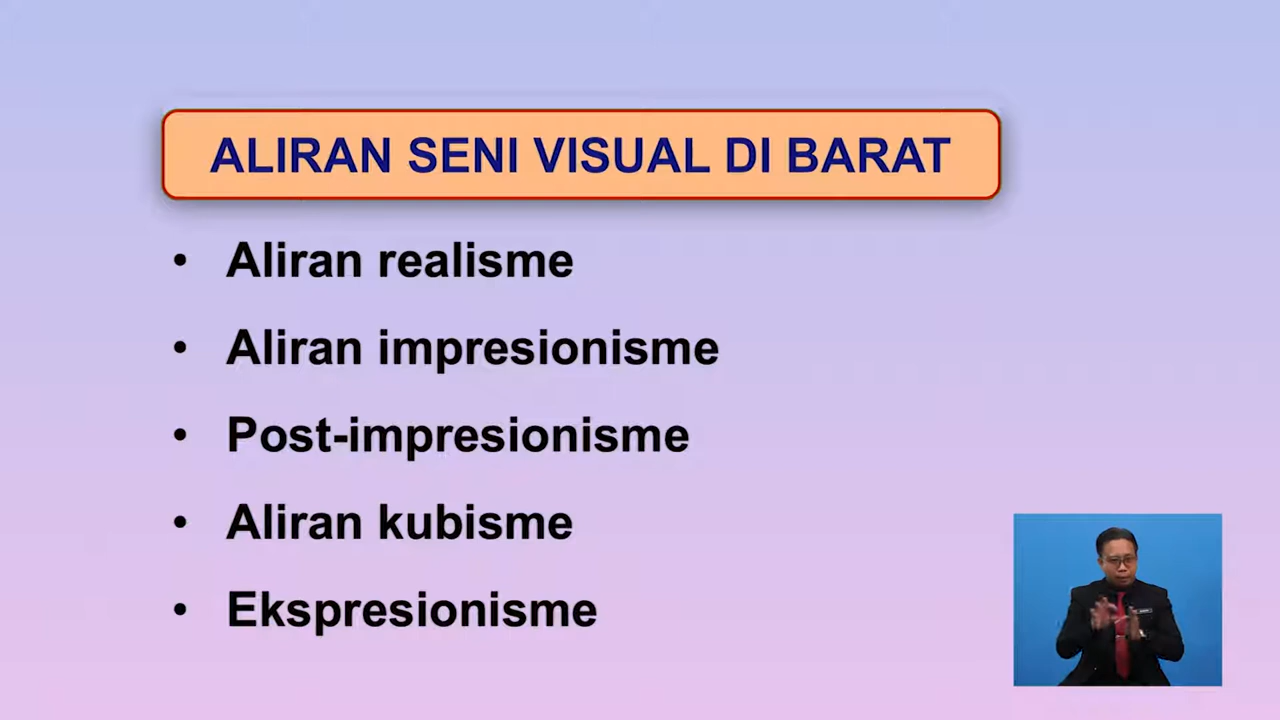 ALIRAN SENI VISUAL DI BARAT
• Aliran realisme
• Aliran impresionisme
• Post-impresionisme
• Aliran kubisme
• Ekspresionisme